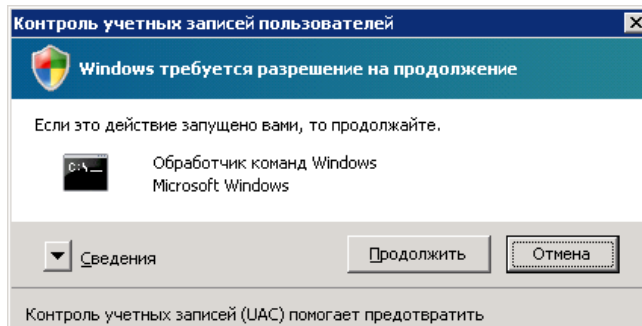 Контроль учетных записей пользователей
Windows требуется разрешение на продолжение
Если это действие запущено вами, то продолжайте.
C:\_
Обработчик команд Windows
Microsoft Windows
Сведения
Продолжить
Отмена
Контроль учетных записей (UAC) помогает предотвратить